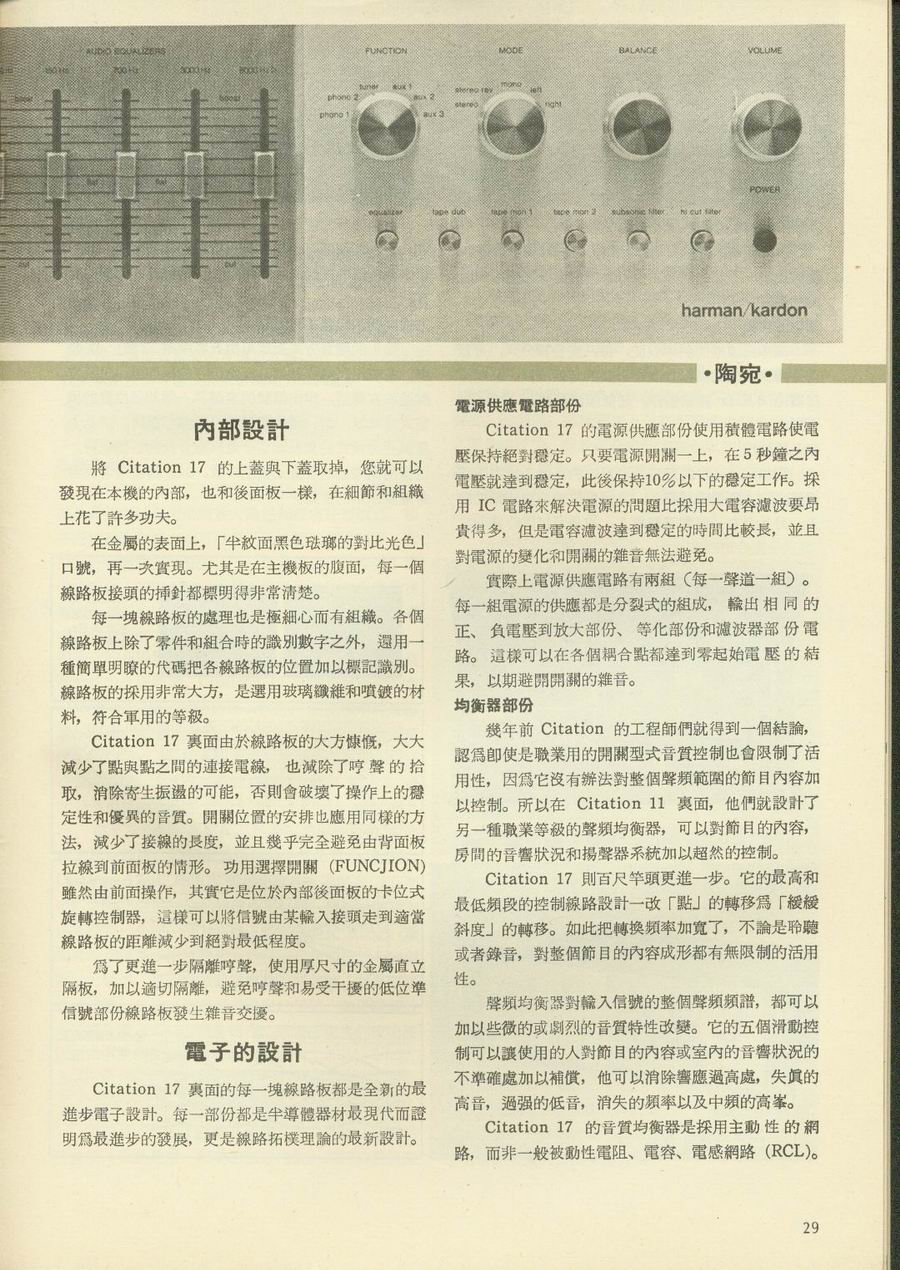 AUDIO EQUALIZERS
150 Hz 700 Hz 3000 Hz 8000 Hz
boost boost
flat flat
cut cut
FUNCTION MODE BALANCE VOLUME
tuner aux 1
phono 2 aux 2
phono 1 aux 3
stereo rev mono left
stereo right
POWER
equalizer tape dub tape mon 1 tape mon 2 subsonic filter hi cut filter
harman/kardon
•陶宛•
內部設計
將 Citation 17 的上蓋與下蓋取掉，您就可以
發現在本機的內部，也和後面板一樣，在細節和組織
上花了許多功夫。
在金屬的表面上，「半紋面黑色琺瑯的對比光色」
口號，再一次實現。尤其是在主機板的腹面，每一個
線路板接頭的揷針都標明得非常清楚。
每一塊線路板的處理也是極細心而有組織。各個
線路板上除了零件和組合時的識別數字之外，還用一
種簡單明瞭的代碼把各線路板的位置加以標記識別。
線路板的採用非常大方，是選用玻璃纖維和噴鍍的材
料，符合軍用的等級。
Citation 17 裏面由於線路板的大方慷慨，大大
減少了點與點之間的連接電線，也減除了哼聲的拾
取，消除寄生振盪的可能，否則會破壞了操作上的穩
定性和優異的音質。開關位置的安排也應用同樣的方
法，減少了接線的長度，並且幾乎完全避免由背面板
拉線到前面板的情形。功用選擇開關 (FUNCJION)
雖然由前面操作，其實它是位於內部後面板的卡位式
旋轉控制器，這樣可以將信號由某輸入接頭走到適當
線路板的距離減少到絕對最低程度。
爲了更進一步隔離哼聲，使用厚尺寸的金屬直立
隔板，加以適切隔離，避免哼聲和易受干擾的低位準
信號部份線路板發生雜音交擾。
電子的設計
Citation 17 裏面的每一塊線路板都是全新的最
進步電子設計。每一部份都是半導體器材最現代而證
明爲最進步的發展，更是線路拓樸理論的最新設計。
電源供應電路部份
Citation 17 的電源供應部份使用積體電路使電
壓保持絕對穩定。只要電源開關一上，在5秒鐘之內
電壓就達到穩定，此後保持10％以下的穩定工作。採
用 IC 電路來解決電源的問題比採用大電容濾波要昂
貴得多，但是電容濾波達到穩定的時間比較長，並且
對電源的變化和開關的雜音無法避免。
實際上電源供應電路有兩組（每一聲道一組）。
每一組電源的供應都是分裂式的組成，輸出相同的
正、負電壓到放大部份、等化部份和濾波器部份電
路。這樣可以在各個耦合點都達到零起始電壓的結
果，以期避開開關的雜音。
均衡器部份
幾年前 Citation 的工程師們就得到一個結論，
認爲卽使是職業用的開關型式音質控制也會限制了活
用性，因爲它沒有辦法對整個聲頻範圍的節目內容加
以控制。所以在 Citation 11 裏面，他們就設計了
另一種職業等級的聲頻均衡器，可以對節目的內容，
房間的音響狀況和揚聲器系統加以超然的控制。
Citation 17 則百尺竿頭更進一步。它的最高和
最低頻段的控制線路設計一改「點」的轉移爲「緩緩
斜度」的轉移。如此把轉換頻率加寬了，不論是聆聽
或者錄音，對整個節目的內容成形都有無限制的活用
性。
聲頻均衡器對輸入信號的整個聲頻頻譜，都可以
加以些微的或劇烈的音質特性改變。它的五個滑動控
制可以讓使用的人對節目的內容或室內的音響狀況的
不準確處加以補償，他可以消除響應過高處，失眞的
高音，過强的低音，消失的頻率以及中頻的高峯。
Citation 17 的音質均衡器是採用主動性的網
路，而非一般被動性電阻、電容、電感網路 (RCL)。
29